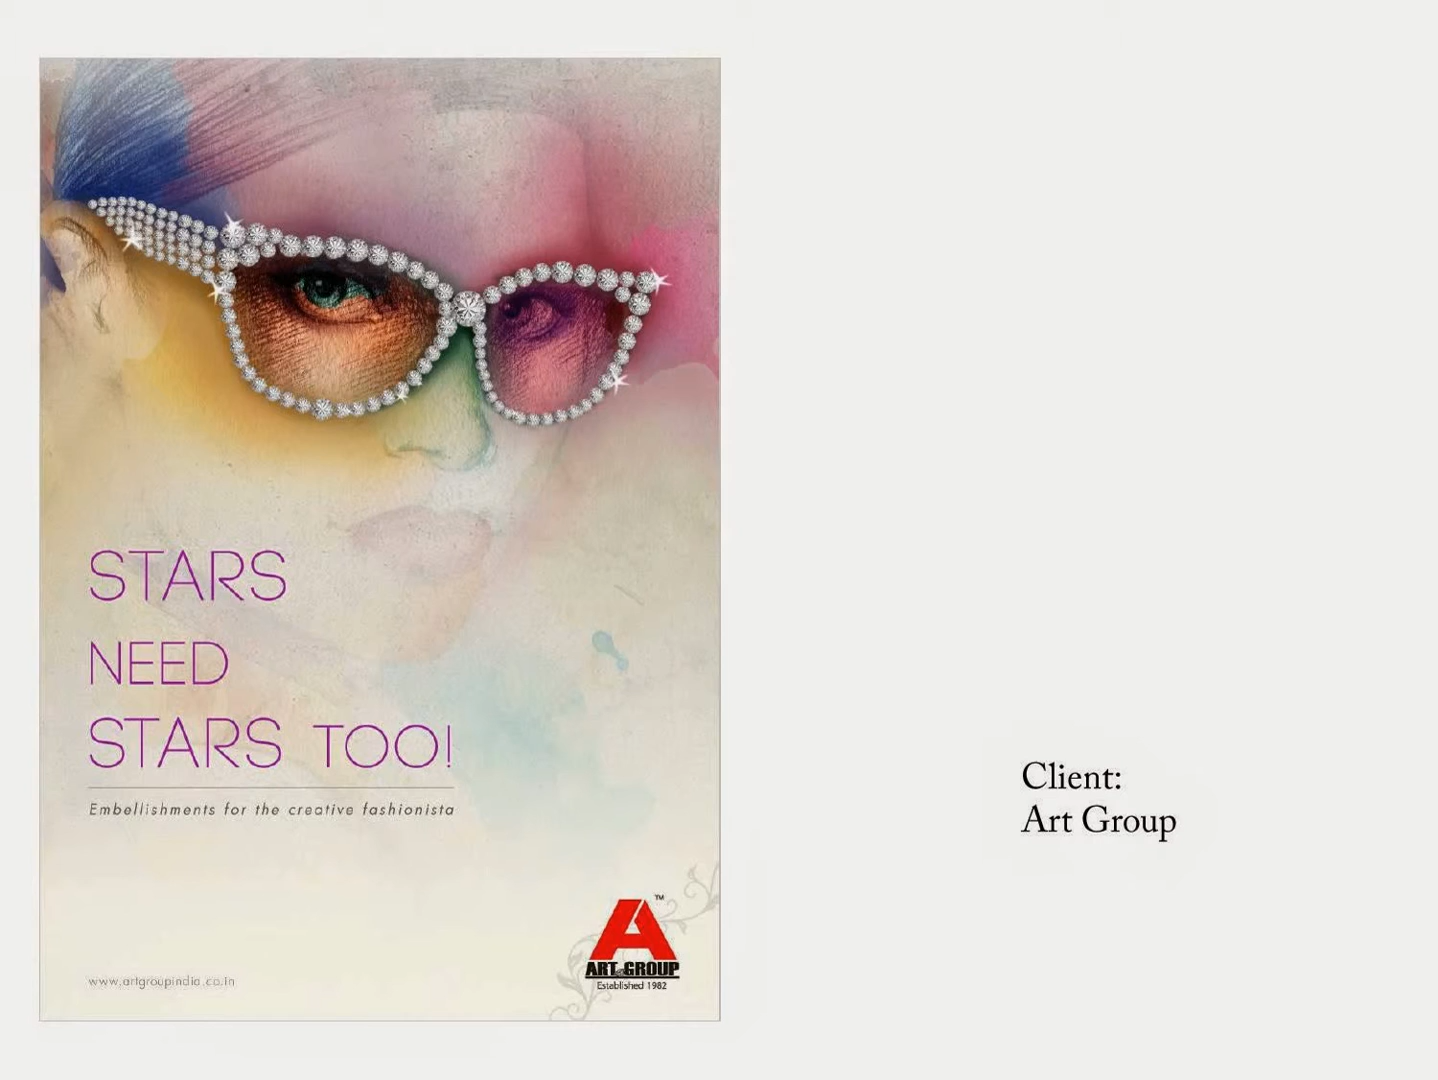 STARS
NEED
STARS TOO!
Embellishments for the creative fashionista
www.artgroupindia.co.in
A™
ART GROUP
Established 1982
Client:
Art Group